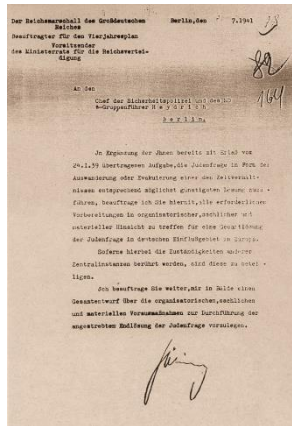 Der Reichsmarschall des Großdeutschen
Reiches
Beauftragter für den Vierjahresplan
Vorsitzender
des Ministerrats für die Reichsvertei-
digung
Berlin,den 7.1941
An den
Chef der Sicherheitspolizei und des SD
-Gruppenführer H e y d r i c h
B e r l i n .
In Ergänzung der Ihnen bereits mit Erlaß vom
24.1.39 übertragenen Aufgabe,die Judenfrage in Form der
Auswanderung oder Evakuierung einer den Zeitverhält-
nissen entsprechend möglichst günstigsten Lösung zuzu-
führen, beauftrage ich Sie hiermit,alle erforderlichen
Vorbereitungen in organisatorischer,sachlicher und
materieller Hinsicht zu treffen für eine Gesamtlösung
der Judenfrage im deutschen Einflußgebiet in Europa.
Soferne hierbei die Zuständigkeiten anderer
Zentralinstanzen berührt werden, sind diese zu betei-
ligen.
Ich beauftrage Sie weiter,mir in Bälde einen
Gesamtentwurf über die organisatorischen,sachlichen
und materiellen Vorausmaßnahmen zur Durchführung der
angestrebten Endlösung der Judenfrage vorzulegen.